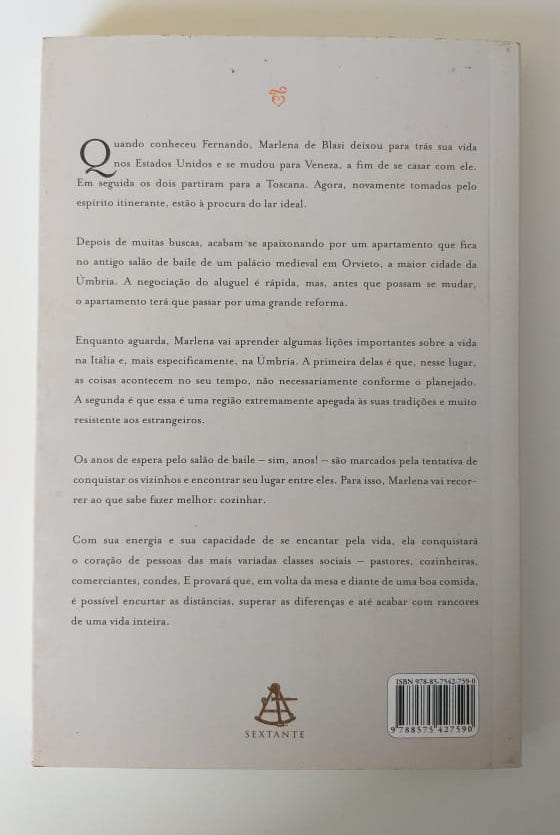 Quando conheceu Fernando, Marlena de Blasi deixou para trás sua vida
nos Estados Unidos e se mudou para Veneza, a fim de se casar com ele.
Em seguida os dois partiram para a Toscana. Agora, novamente tomados pelo
espírito itinerante, estão à procura do lar ideal.
Depois de muitas buscas, acabam se apaixonando por um apartamento que fica
no antigo salão de baile de um palácio medieval em Orvieto, a maior cidade da
Úmbria. A negociação do aluguel é rápida, mas, antes que possam se mudar,
o apartamento terá que passar por uma grande reforma.
Enquanto aguarda, Marlena vai aprender algumas lições importantes sobre a vida
na Itália e, mais especificamente, na Úmbria. A primeira delas é que, nesse lugar,
as coisas acontecem no seu tempo, não necessariamente conforme o planejado.
A segunda é que essa é uma região extremamente apegada às suas tradições e muito
resistente aos estrangeiros.
Os anos de espera pelo salão de baile – sim, anos! – são marcados pela tentativa de
conquistar os vizinhos e encontrar seu lugar entre eles. Para isso, Marlena vai recor-
rer ao que sabe fazer melhor: cozinhar.
Com sua energia e sua capacidade de se encantar pela vida, ela conquistará
o coração de pessoas das mais variadas classes sociais – pastores, cozinheiras,
comerciantes, condes. E provará que, em volta da mesa e diante de uma boa comida,
é possível encurtar as distâncias, superar as diferenças e até acabar com rancores
de uma vida inteira.
SEXTANTE
ISBN 978-85-7542-759-0
9 788575 427590